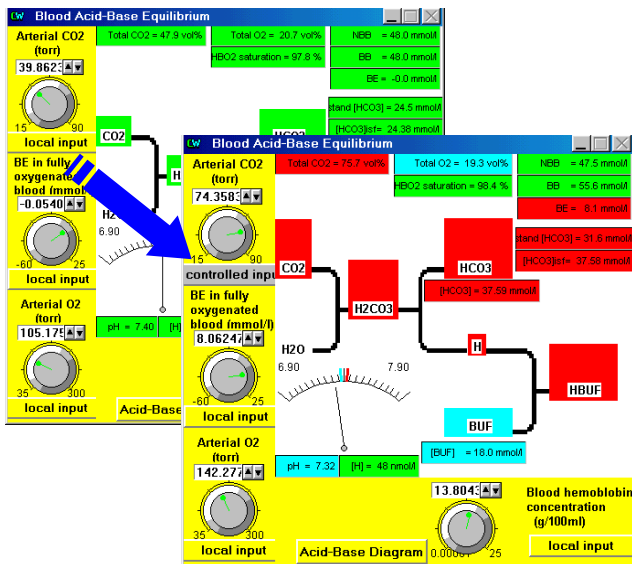 Blood Acid-Base Equilibrium
Arterial CO2
(torr)
39.8623
15 90
local input
BE in fully
oxygenated
blood (mmol
-0.0540
-60 25
local input
Arterial O2
(torr)
105.175
35 300
local input
Total CO2 = 47.9 vol%
Total O2 = 20.7 vol%
HBO2 saturation = 97.8 %
NBB = 48.0 mmol/l
BB = 48.0 mmol/l
BE = -0.0 mmol/l
stand [HCO3] = 24.5 mmol/l
[HCO3]isf= 24.38 mmol/l
CO2
HCO3
H
H2O
6.90
pH = 7.40 [H]
Acid-Base
Blood Acid-Base Equilibrium
Arterial CO2
(torr)
74.3583
15 90
controlled input
BE in fully
oxygenated
blood (mmol/l)
8.06247
-60 25
local input
Arterial O2
(torr)
142.277
35 300
local input
Total CO2 = 75.7 vol%
Total O2 = 19.3 vol%
HBO2 saturation = 98.4 %
NBB = 47.5 mmol/l
BB = 55.6 mmol/l
BE = 8.1 mmol/l
stand [HCO3] = 31.6 mmol/l
[HCO3]isf= 37.58 mmol/l
CO2
HCO3
[HCO3] = 37.59 mmol/l
H2CO3
H2O
H
6.90 7.90
HBUF
BUF
[BUF] = 18.0 mmol/l
pH = 7.32 [H] = 48 nmol/l
Acid-Base Diagram
13.8043
0.00001 25
Blood hemoblobin
concentration
(g/100ml)
local input